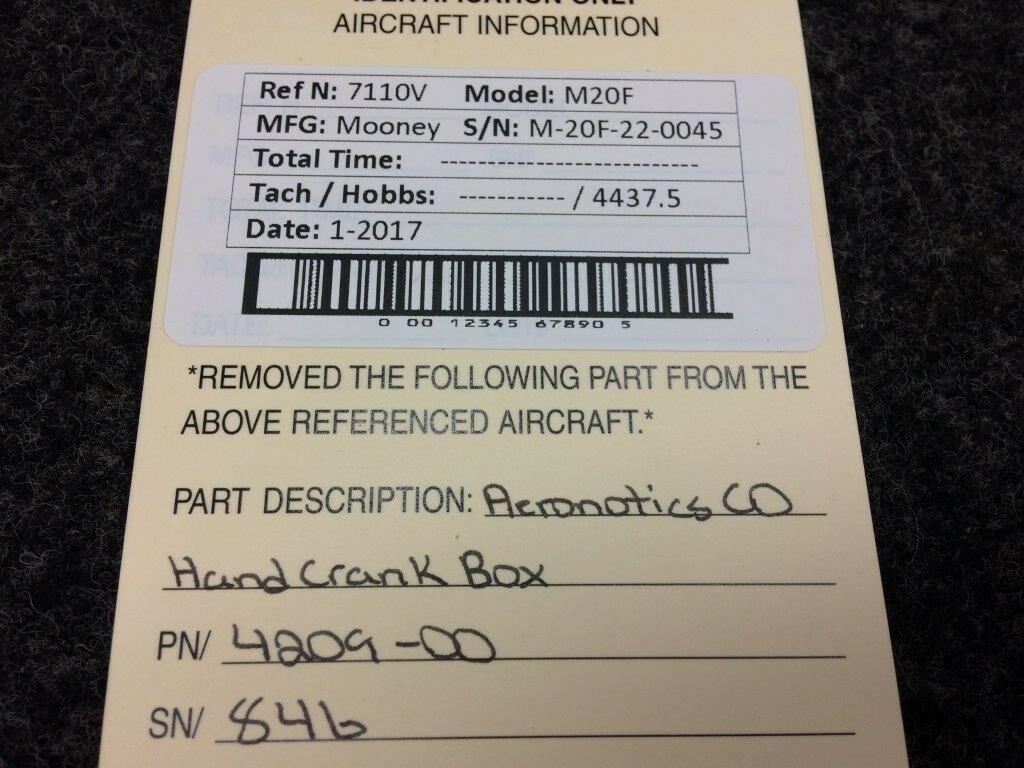 IDENTIFICATION ONLY
AIRCRAFT INFORMATION
Ref N: 7110V Model: M20F
MFG: Mooney S/N: M-20F-22-0045
Total Time: --------------------------
Tach / Hobbs: ----------- / 4437.5
Date: 1-2017
0 00 12345 67890 5
*REMOVED THE FOLLOWING PART FROM THE
ABOVE REFERENCED AIRCRAFT.*
PART DESCRIPTION: Aeronotics CO
Hand Crank Box
PN/ 4209-00
SN/ 846